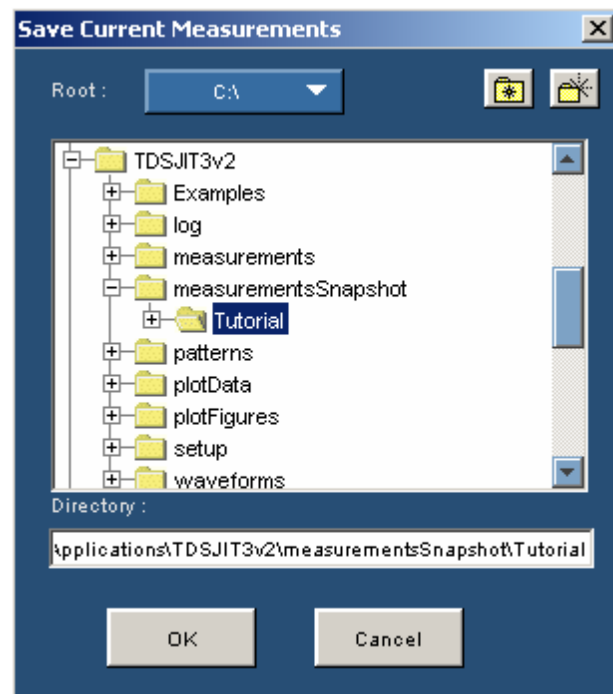 Save Current Measurements
Root : C:\
TDSJIT3v2
Examples
log
measurements
measurementsSnapshot
Tutorial
patterns
plotData
plotFigures
setup
waveforms
Directory :
\pplications\TDSJIT3v2\measurementsSnapshot\Tutorial
OK Cancel